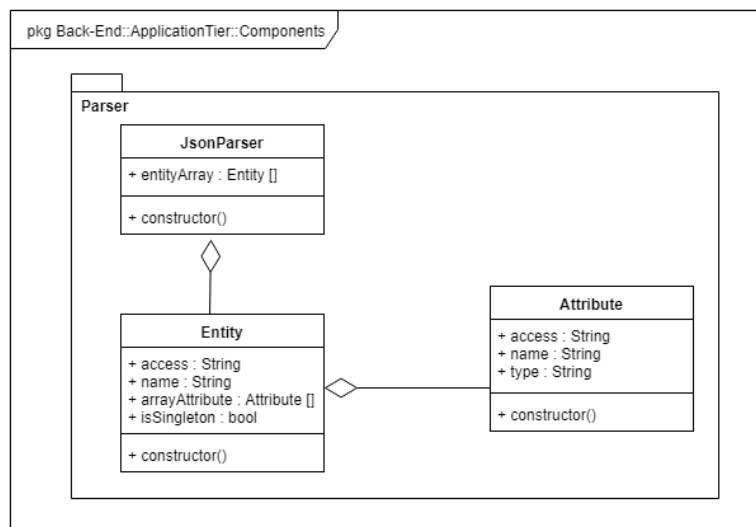 pkg Back-End::ApplicationTier::Components
Parser
JsonParser
+ entityArray : Entity []
+ constructor()
Entity
+ access : String
+ name : String
+ arrayAttribute : Attribute []
+ isSingleton : bool
+ constructor()
Attribute
+ access : String
+ name : String
+ type : String
+ constructor()